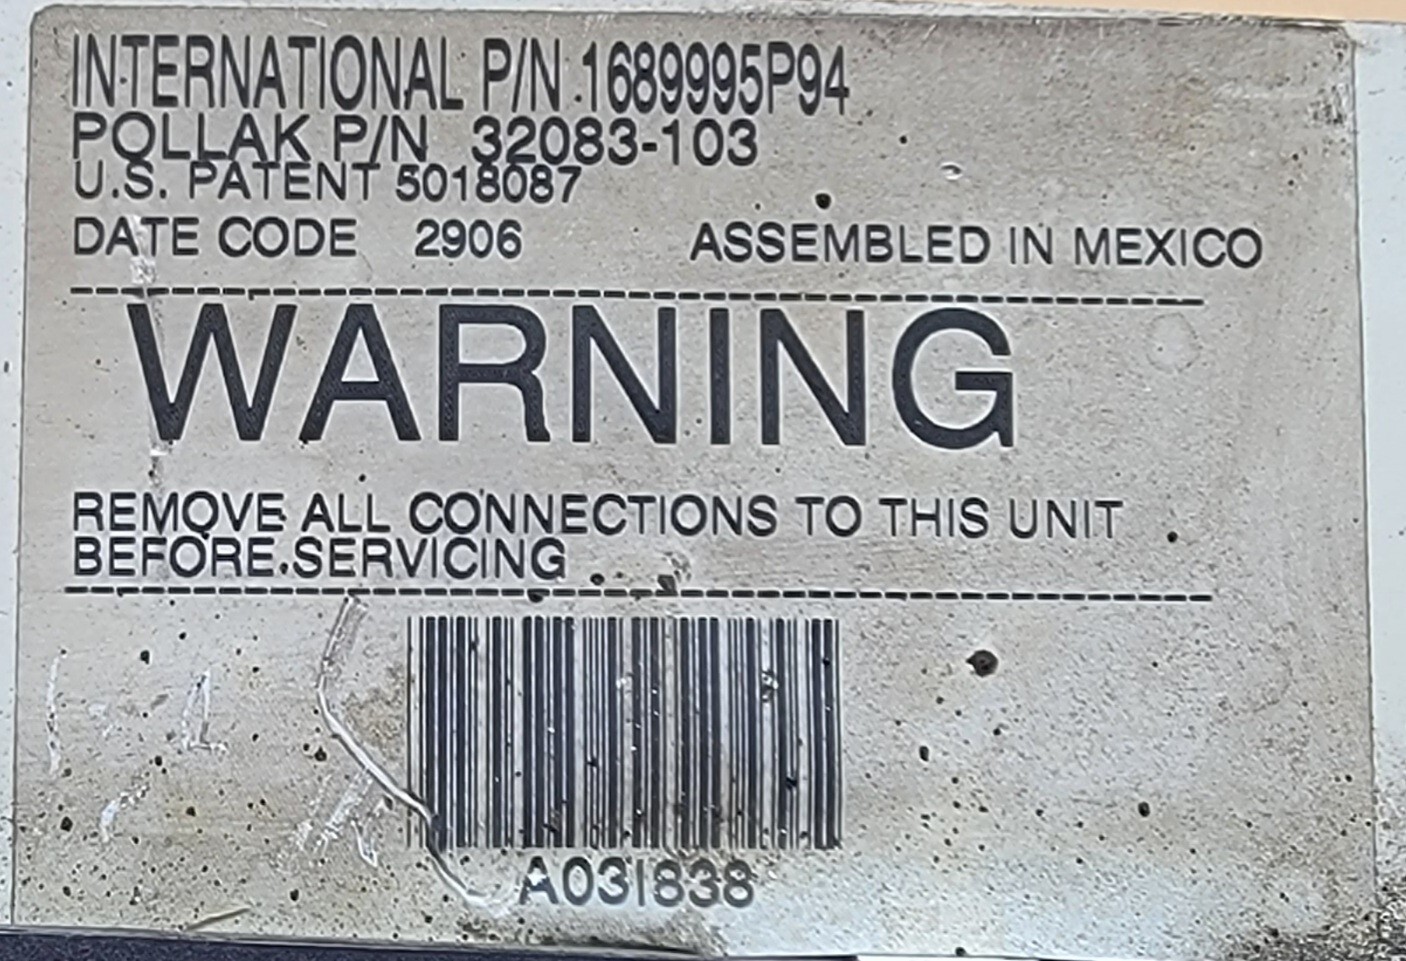 INTERNATIONAL P/N 1689995P94
POLLAK P/N 32083-103
U.S. PATENT 5018087
DATE CODE 2906 ASSEMBLED IN MEXICO
WARNING
REMOVE ALL CONNECTIONS TO THIS UNIT
BEFORE SERVICING
A031838